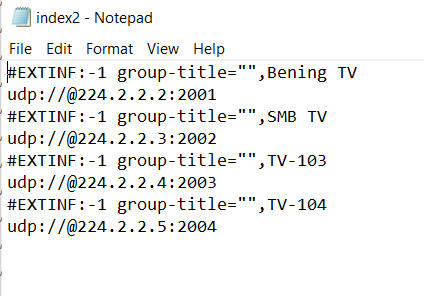 index2 - Notepad
File Edit Format View Help
#EXTINF:-1 group-title="",Bening TV
udp://@224.2.2.2:2001
#EXTINF:-1 group-title="",SMB TV
udp://@224.2.2.3:2002
#EXTINF:-1 group-title="",TV-103
udp://@224.2.2.4:2003
#EXTINF:-1 group-title="",TV-104
udp://@224.2.2.5:2004